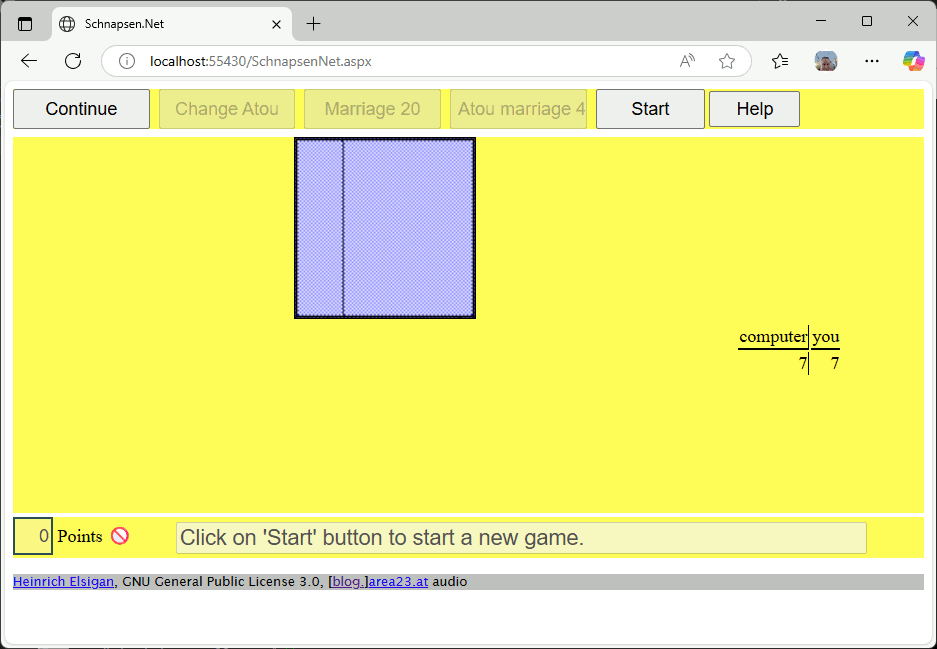 Schnapsen.Net
localhost:55430/SchnapsenNet.aspx
Continue Change Atou Marriage 20 Atou marriage 4 Start Help
computer you
7 7
0 Points Click on 'Start' button to start a new game.
Heinrich Elsigan, GNU General Public License 3.0, [blog.]area23.at audio